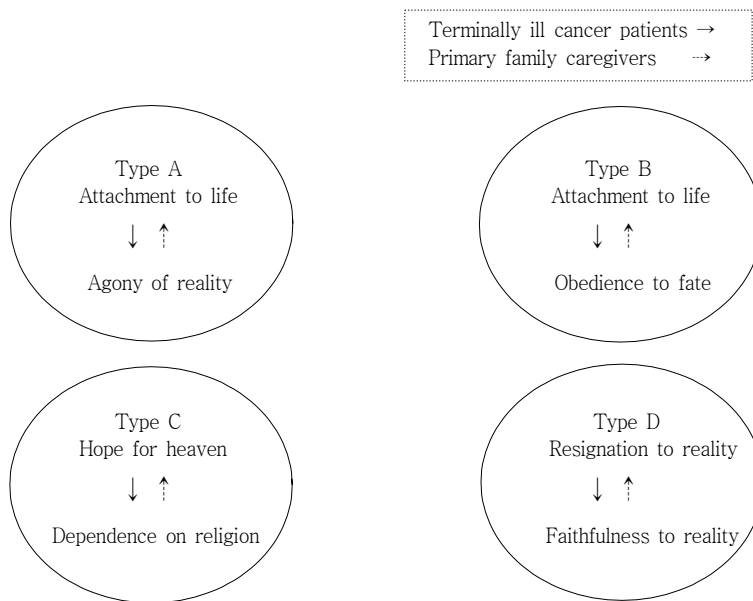 Terminally ill cancer patients →
Primary family caregivers ⇢
Type A
Attachment to life
↓ ⇡
Agony of reality
Type B
Attachment to life
↓ ⇡
Obedience to fate
Type C
Hope for heaven
↓ ⇡
Dependence on religion
Type D
Resignation to reality
↓ ⇡
Faithfulness to reality